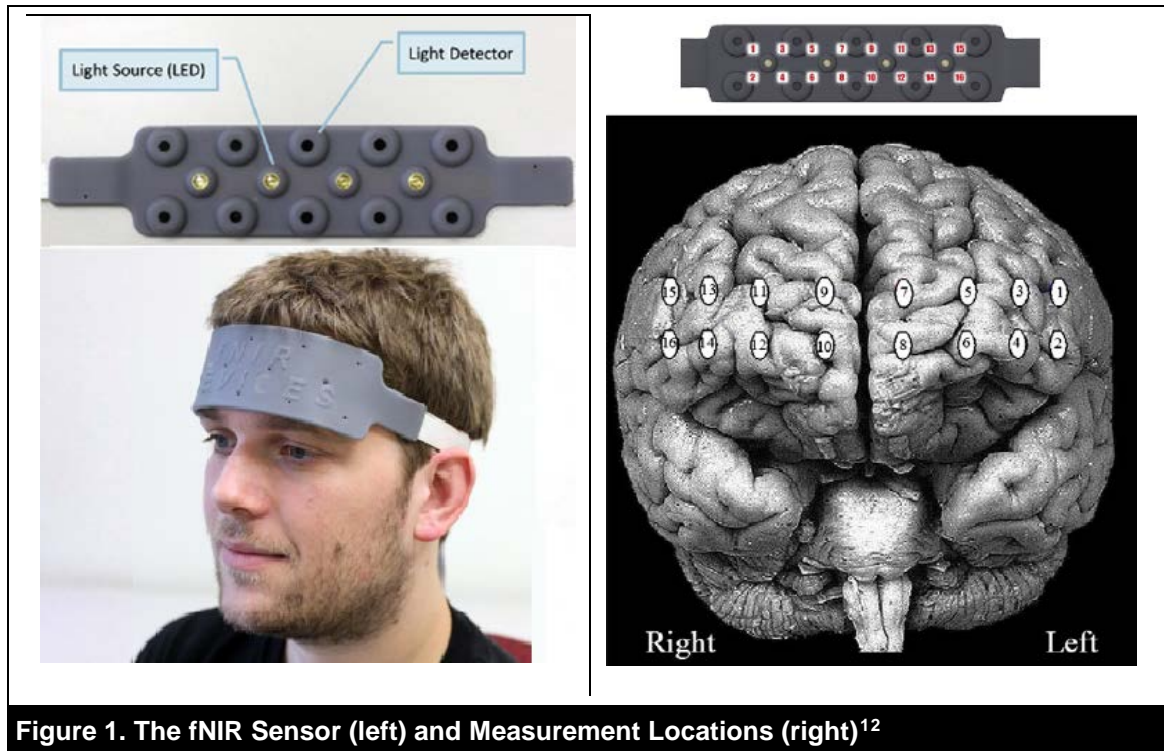 Light Source (LED)
Light Detector
NIR
EVICES
1 3 5 7 9 11 13 15
2 4 6 8 10 12 14 16
15 13 11 9 7 5 3 1
16 14 12 10 8 6 4 2
Right Left
Figure 1. The fNIR Sensor (left) and Measurement Locations (right)12